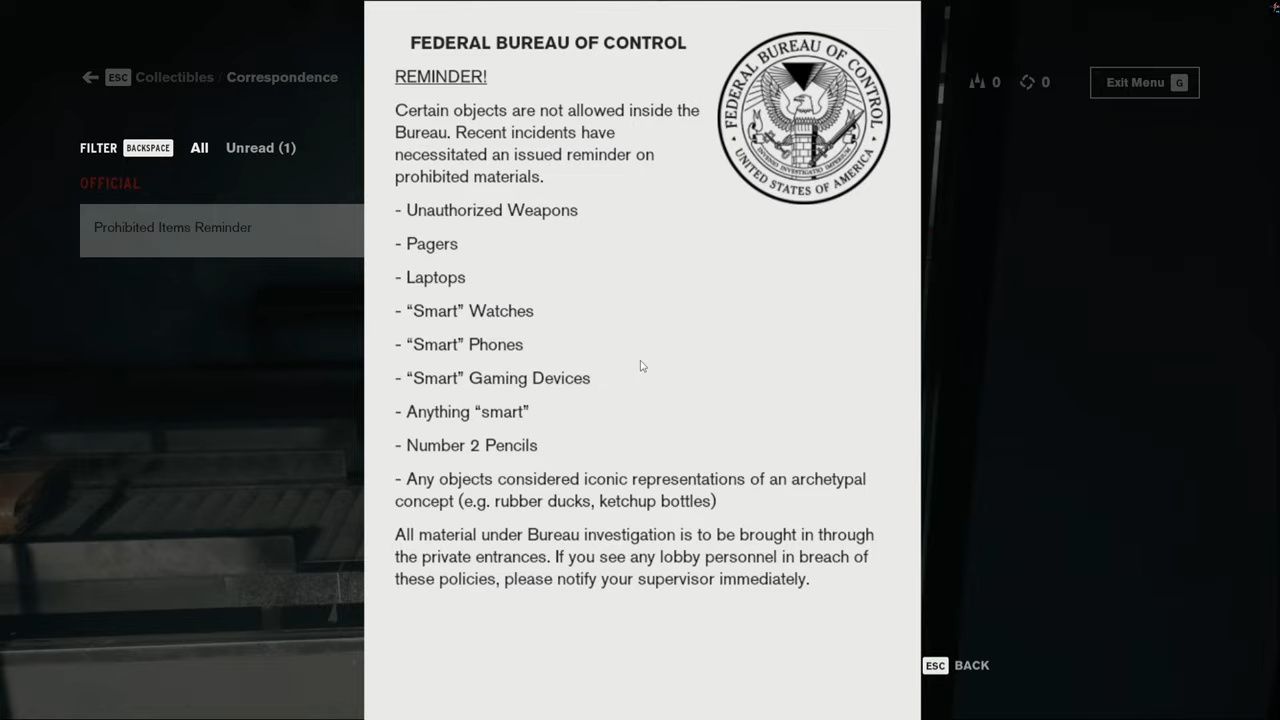 ESC Collectibles / Correspondence
0 0
Exit Menu G
FILTER BACKSPACE All Unread (1)
OFFICIAL
Prohibited Items Reminder
FEDERAL BUREAU OF CONTROL
REMINDER!
Certain objects are not allowed inside the
Bureau. Recent incidents have
necessitated an issued reminder on
prohibited materials.
- Unauthorized Weapons
- Pagers
- Laptops
- “Smart” Watches
- “Smart” Phones
- “Smart” Gaming Devices
- Anything “smart”
- Number 2 Pencils
- Any objects considered iconic representations of an archetypal
concept (e.g. rubber ducks, ketchup bottles)
All material under Bureau investigation is to be brought in through
the private entrances. If you see any lobby personnel in breach of
these policies, please notify your supervisor immediately.
FEDERAL BUREAU OF CONTROL
UNITED STATES OF AMERICA
ESC BACK